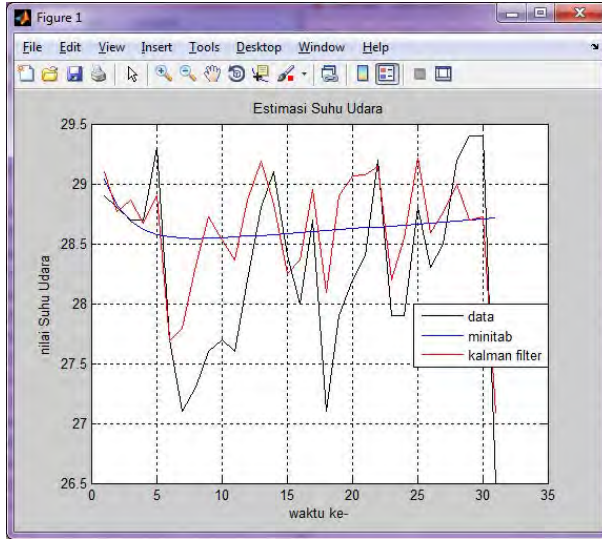 Figure 1
File Edit View Insert Tools Desktop Window Help
Estimasi Suhu Udara
29.5
29
28.5
28
27.5
27
26.5
nilai Suhu Udara
0 5 10 15 20 25 30 35
waktu ke-
data
minitab
kalman filter